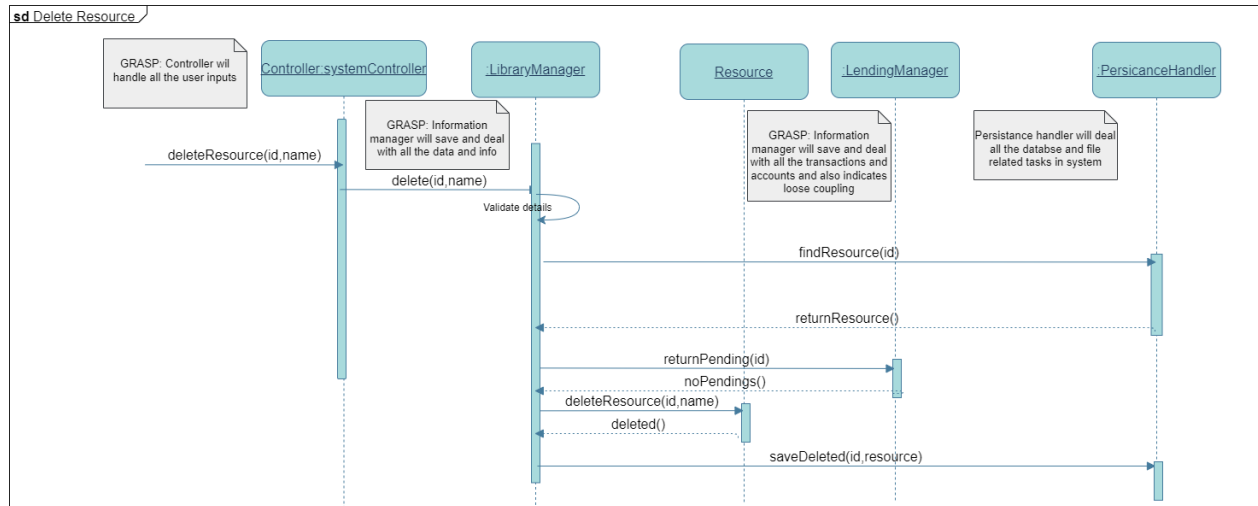 sd Delete Resource
GRASP: Controller wil
handle all the user inputs
Controller:systemController
:LibraryManager
Resource
:LendingManager
:PersicanceHandler
GRASP: Information
manager will save and deal
with all the data and info
GRASP: Information
manager will save and deal
with all the transactions and
accounts and also indicates
loose coupling
Persistance handler will deal
all the databse and file
related tasks in system
deleteResource(id,name)
delete(id,name)
Validate details
findResource(id)
returnResource()
returnPending(id)
noPendings()
deleteResource(id,name)
deleted()
saveDeleted(id,resource)